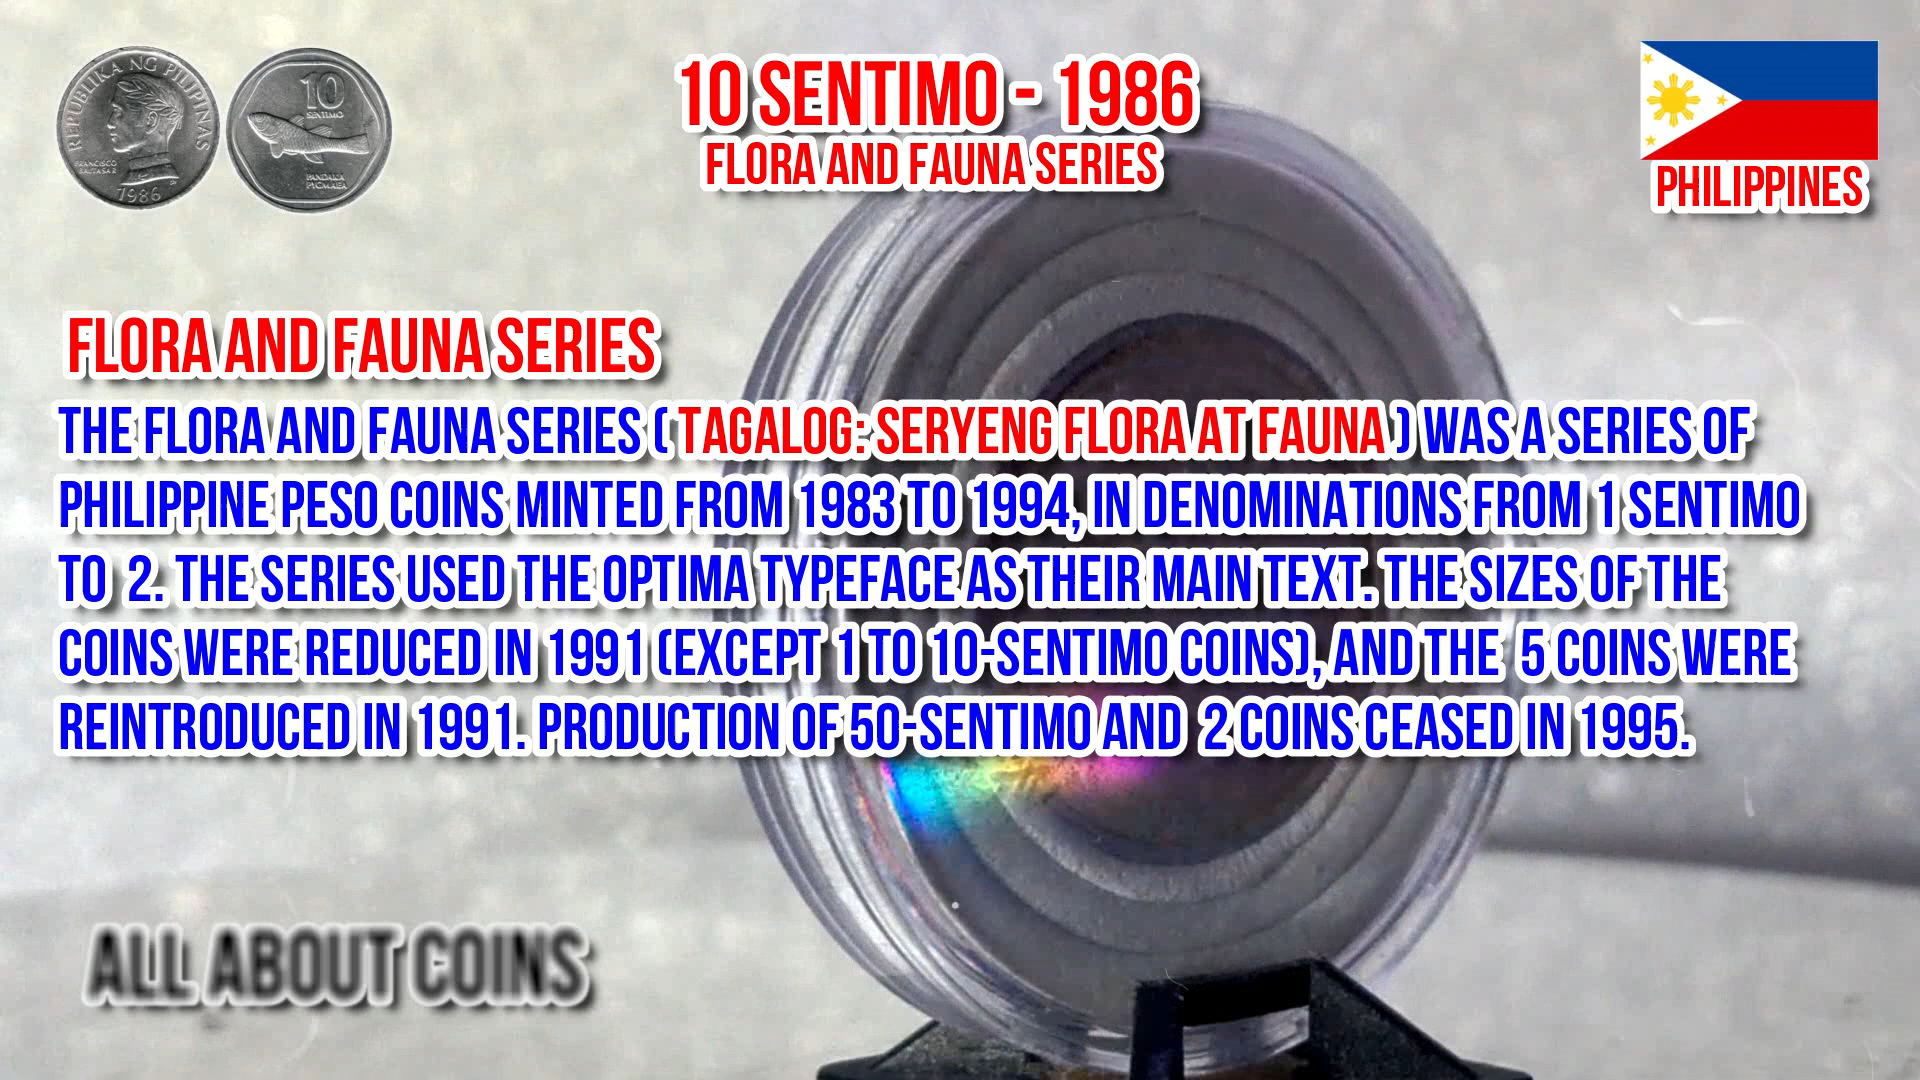 REPUBLIKA NG PILIPINAS
FRANCISCO
BALTASAR
1986
10
SENTIMO
PANDAKA
PYGMAEA
10 SENTIMO - 1986
FLORA AND FAUNA SERIES
PHILIPPINES
FLORA AND FAUNA SERIES
THE FLORA AND FAUNA SERIES ( TAGALOG: SERYENG FLORA AT FAUNA ) WAS A SERIES OF
PHILIPPINE PESO COINS MINTED FROM 1983 TO 1994, IN DENOMINATIONS FROM 1 SENTIMO
TO 2. THE SERIES USED THE OPTIMA TYPEFACE AS THEIR MAIN TEXT. THE SIZES OF THE
COINS WERE REDUCED IN 1991 (EXCEPT 1 TO 10-SENTIMO COINS), AND THE 5 COINS WERE
REINTRODUCED IN 1991. PRODUCTION OF 50-SENTIMO AND 2 COINS CEASED IN 1995.
ALL ABOUT COINS